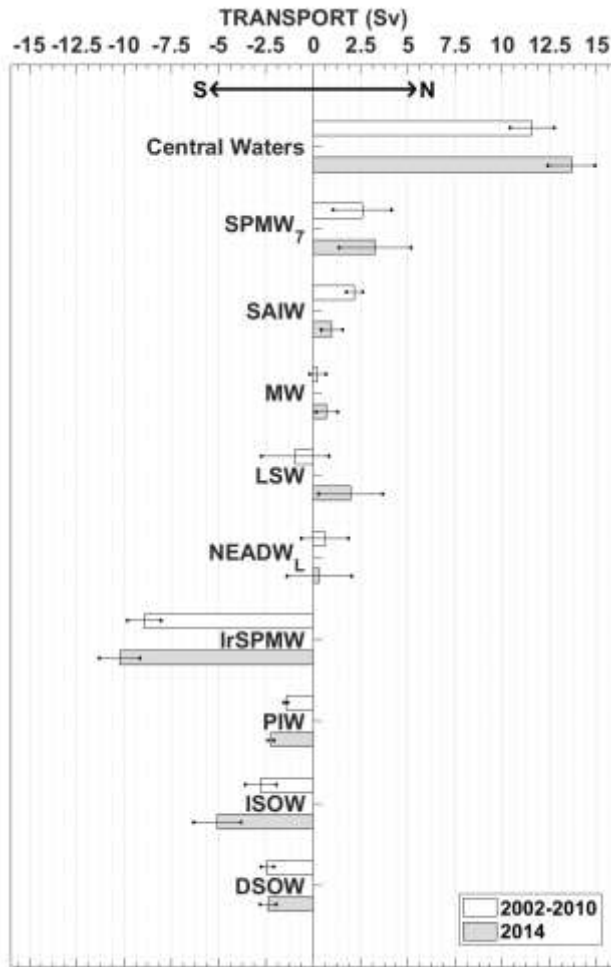 TRANSPORT (Sv)
-15 -12.5 -10 -7.5 -5 -2.5 0 2.5 5 7.5 10 12.5 15
S N
Central Waters
SPMW7
SAIW
MW
LSW
NEADWL
IrSPMW
PIW
ISOW
DSOW
2002-2010
2014